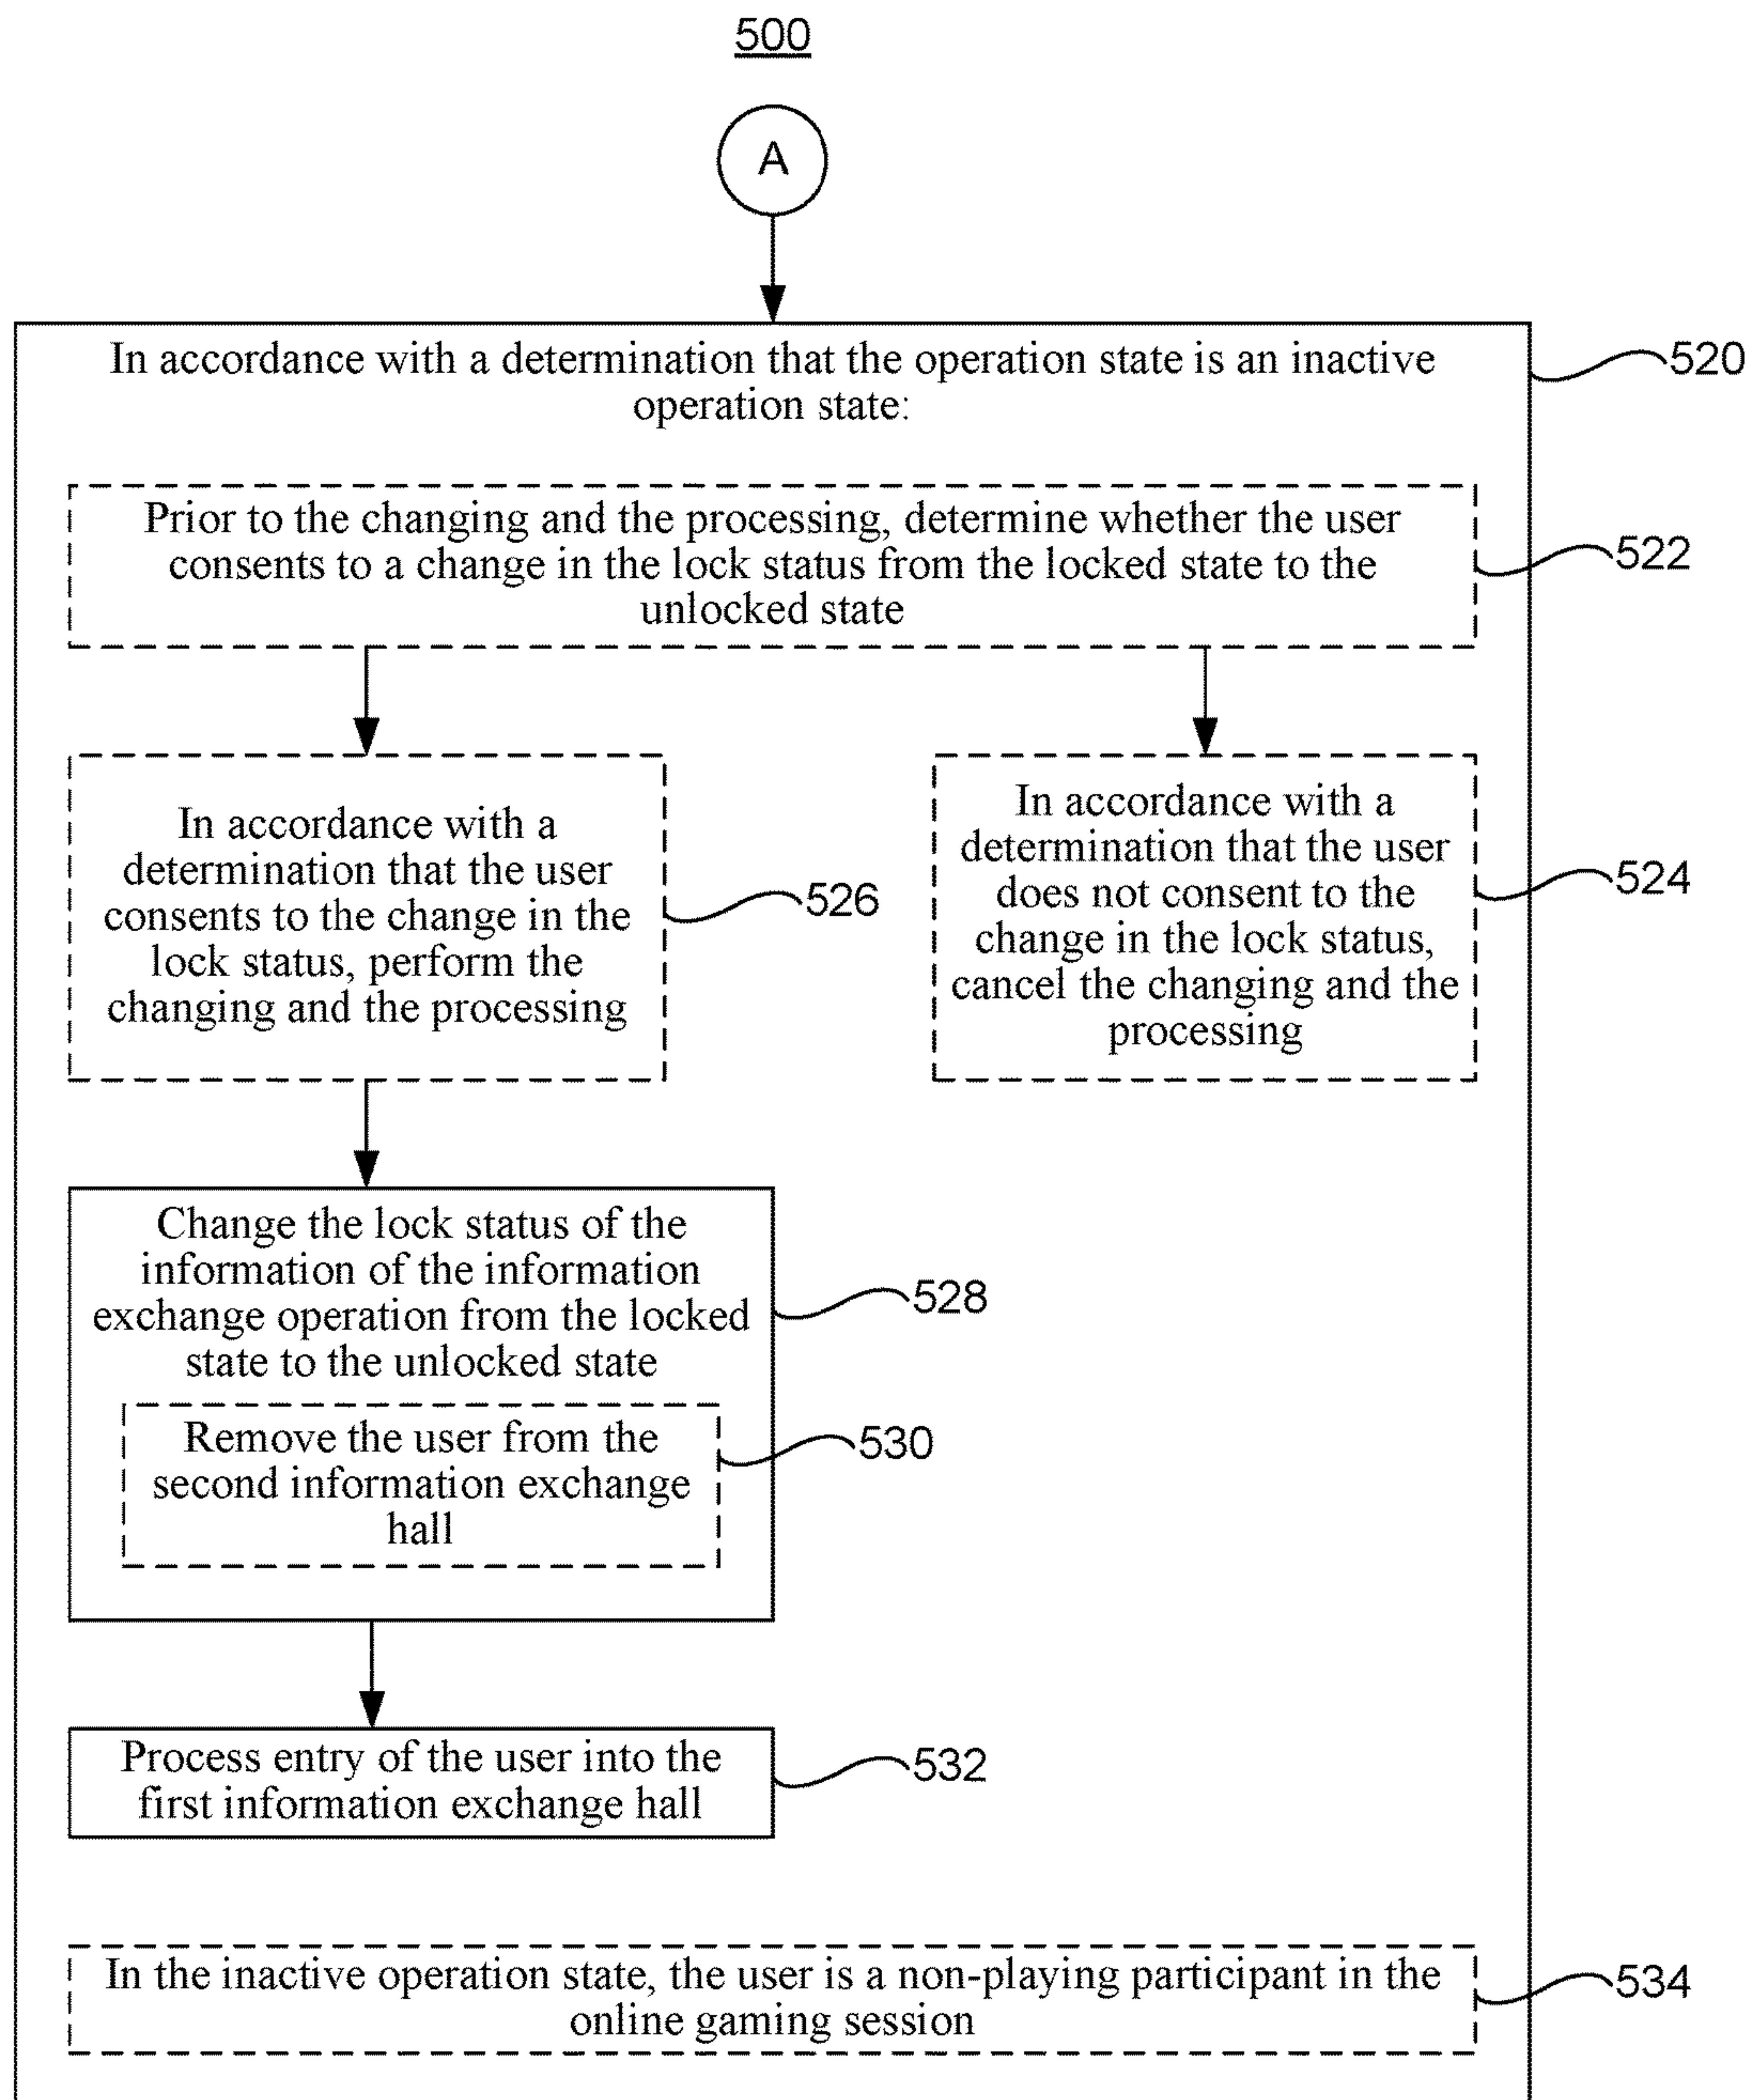 500
A
In accordance with a determination that the operation state is an inactive
operation state:
520
Prior to the changing and the processing, determine whether the user
consents to a change in the lock status from the locked state to the
unlocked state
522
In accordance with a
determination that the user
consents to the change in the
lock status, perform the
changing and the processing
526
In accordance with a
determination that the user
does not consent to the
change in the lock status,
cancel the changing and the
processing
524
Change the lock status of the
information of the information
exchange operation from the locked
state to the unlocked state
528
Remove the user from the
second information exchange
hall
530
Process entry of the user into the
first information exchange hall
532
In the inactive operation state, the user is a non-playing participant in the
online gaming session
534